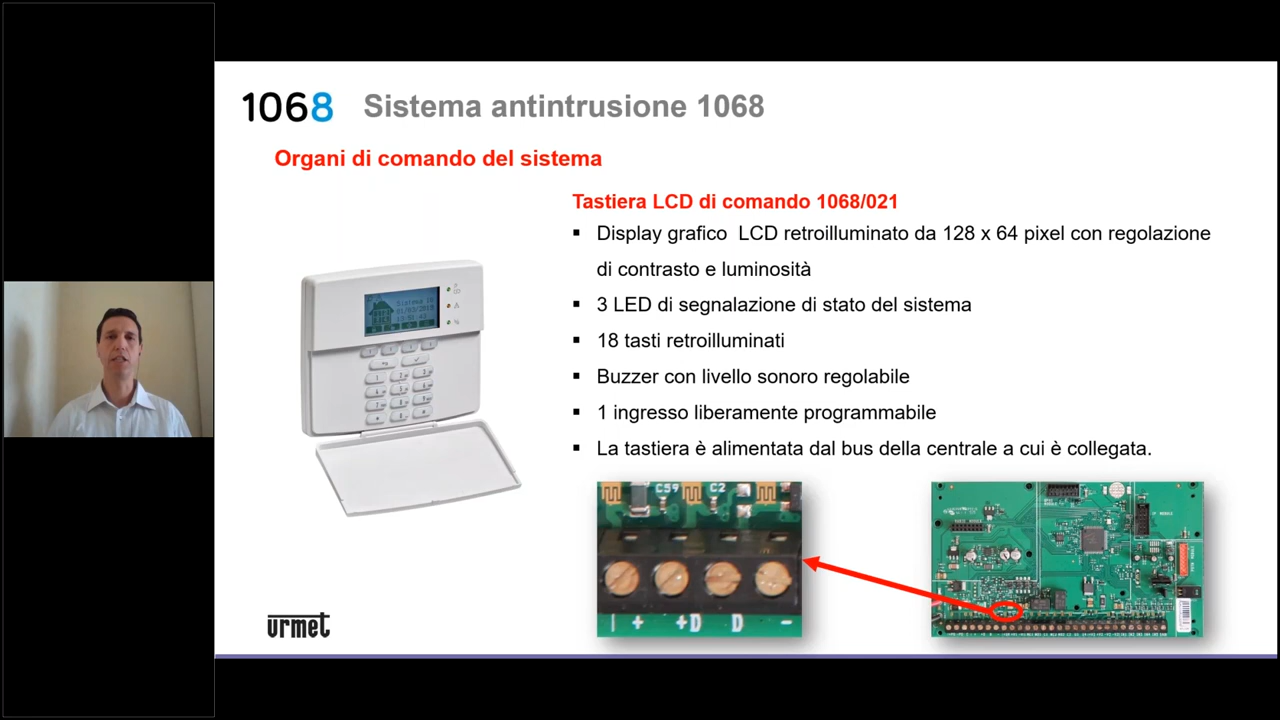 1068 Sistema antintrusione 1068
Organi di comando del sistema
Tastiera LCD di comando 1068/021
▪ Display grafico LCD retroilluminato da 128 x 64 pixel con regolazione
di contrasto e luminosità
▪ 3 LED di segnalazione di stato del sistema
▪ 18 tasti retroilluminati
▪ Buzzer con livello sonoro regolabile
▪ 1 ingresso liberamente programmabile
▪ La tastiera è alimentata dal bus della centrale a cui è collegata.
C59 C2
+ +D D -
urmet